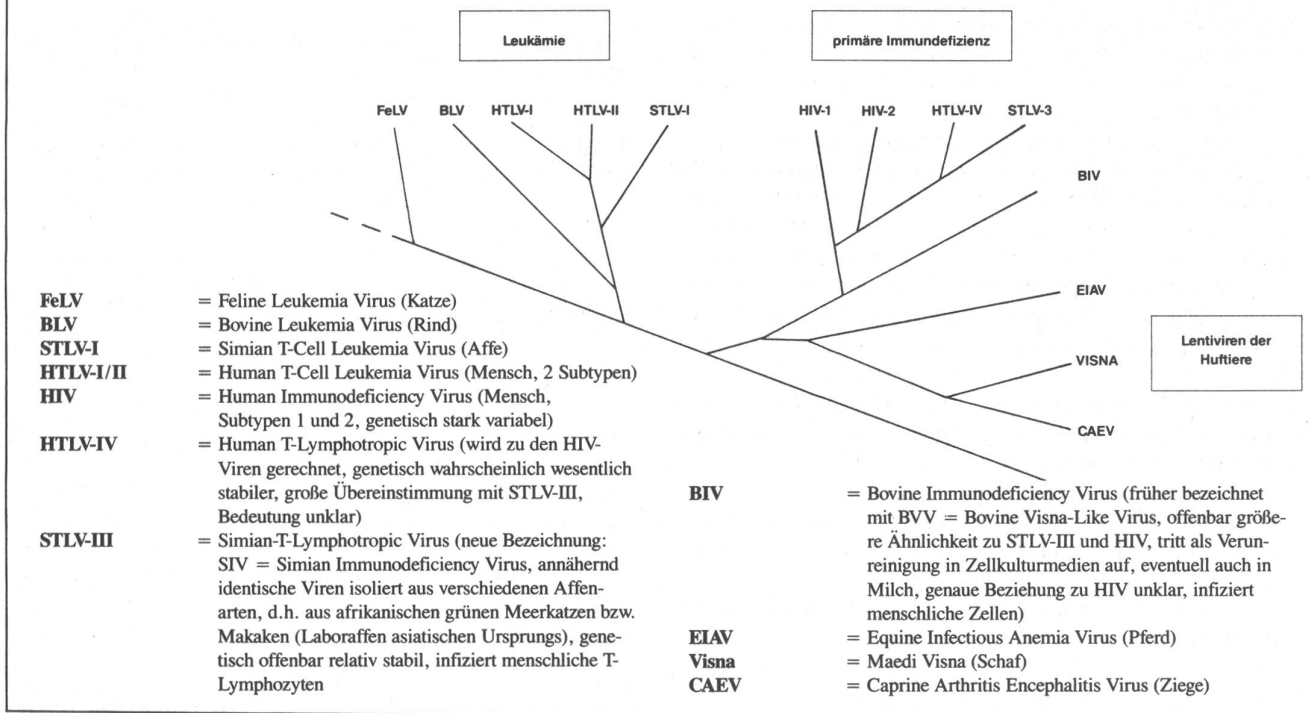 Leukämie
primäre Immundefizienz
FeLV BLV HTLV-I HTLV-II STLV-I HIV-1 HIV-2 HTLV-IV STLV-3
BIV
EIAV
VISNA
CAEV
Lentiviren der
Huftiere
FeLV = Feline Leukemia Virus (Katze)
BLV = Bovine Leukemia Virus (Rind)
STLV-I = Simian T-Cell Leukemia Virus (Affe)
HTLV-I/II = Human T-Cell Leukemia Virus (Mensch, 2 Subtypen)
HIV = Human Immunodeficiency Virus (Mensch,
Subtypen 1 und 2, genetisch stark variabel)
HTLV-IV = Human T-Lymphotropic Virus (wird zu den HIV-
Viren gerechnet, genetisch wahrscheinlich wesentlich
stabiler, große Übereinstimmung mit STLV-III,
Bedeutung unklar)
STLV-III = Simian-T-Lymphotropic Virus (neue Bezeichnung:
SIV = Simian Immunodeficiency Virus, annähernd
identische Viren isoliert aus verschiedenen Affen-
arten, d.h. aus afrikanischen grünen Meerkatzen bzw.
Makaken (Laboraffen asiatischen Ursprungs), gene-
tisch offenbar relativ stabil, infiziert menschliche T-
Lymphozyten
BIV = Bovine Immunodeficiency Virus (früher bezeichnet
mit BVV = Bovine Visna-Like Virus, offenbar größe-
re Ähnlichkeit zu STLV-III und HIV, tritt als Verun-
reinigung in Zellkulturmedien auf, eventuell auch in
Milch, genaue Beziehung zu HIV unklar, infiziert
menschliche Zellen)
EIAV = Equine Infectious Anemia Virus (Pferd)
Visna = Maedi Visna (Schaf)
CAEV = Caprine Arthritis Encephalitis Virus (Ziege)